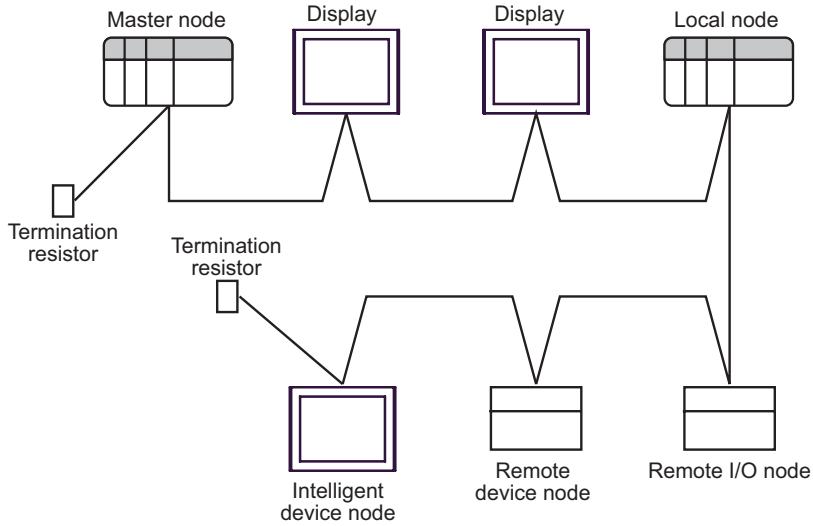 Master node
Display
Display
Local node
Termination
resistor
Termination
resistor
Intelligent
device node
Remote
device node
Remote I/O node